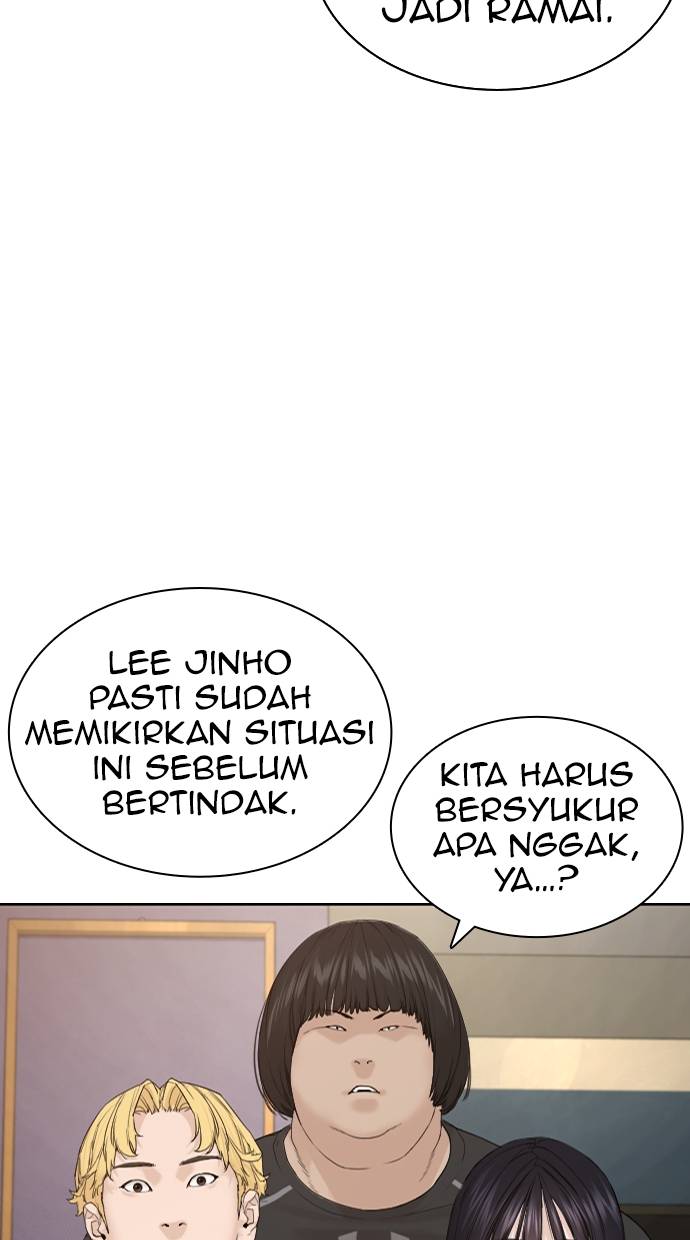 JADI RAMAI.
LEE JINHO
PASTI SUDAH
MEMIKIRKAN SITUASI
INI SEBELUM
BERTINDAK.
KITA HARUS
BERSYUKUR
APA NGGAK,
YA...?